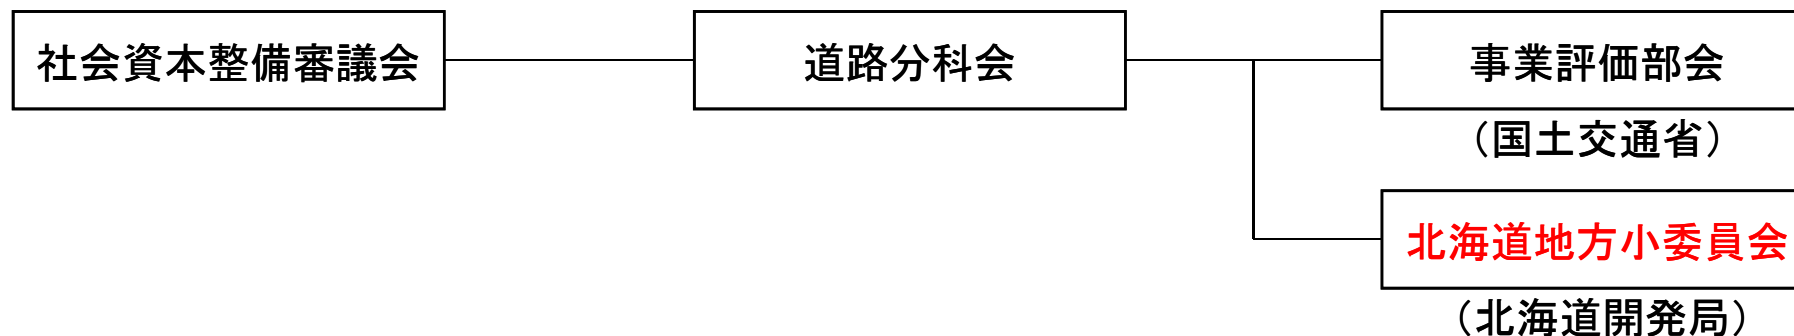 社会資本整備審議会
道路分科会
事業評価部会
（国土交通省）
北海道地方小委員会
（北海道開発局）